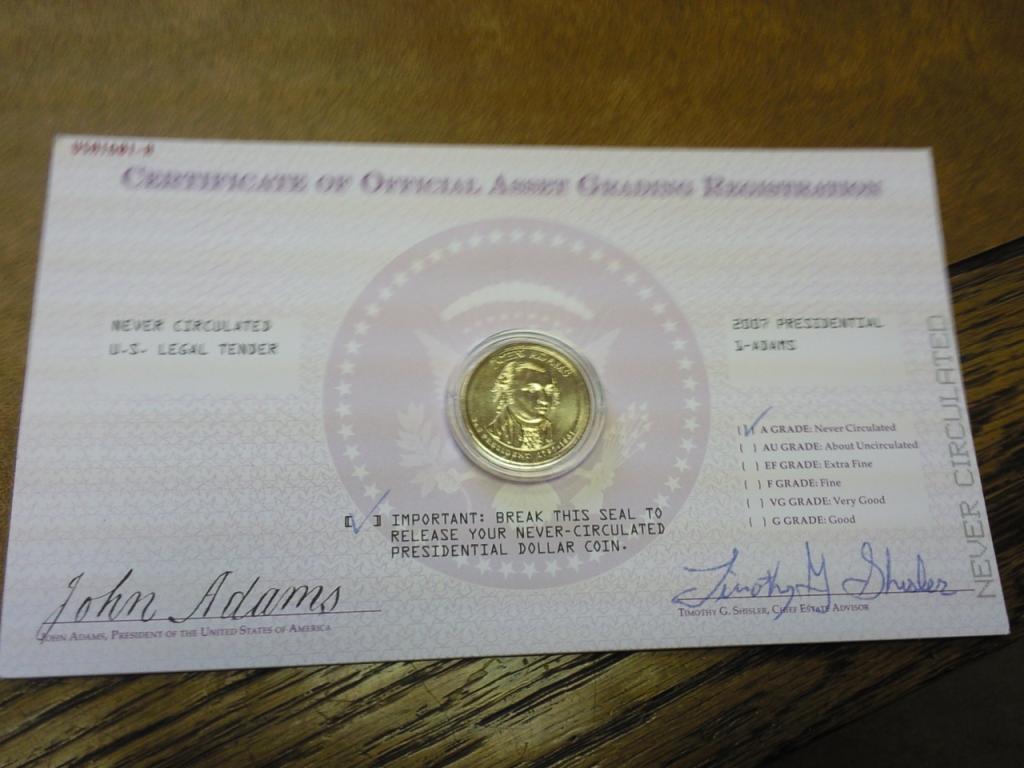 CERTIFICATE OF OFFICIAL ASSET GRADING REGISTRATION
NEVER CIRCULATED
U.S. LEGAL TENDER
2007 PRESIDENTIAL
1-ADAMS
JOHN ADAMS
( ) A GRADE: Never Circulated
( ) AU GRADE: About Uncirculated
( ) EF GRADE: Extra Fine
( ) F GRADE: Fine
( ) VG GRADE: Very Good
( ) G GRADE: Good
NEVER CIRCULATED
[ ] IMPORTANT: BREAK THIS SEAL TO
RELEASE YOUR NEVER-CIRCULATED
PRESIDENTIAL DOLLAR COIN.
John Adams
JOHN ADAMS, PRESIDENT OF THE UNITED STATES OF AMERICA
Timothy G Shisler
TIMOTHY G. SHISLER, CHIEF ESTATE ADVISOR